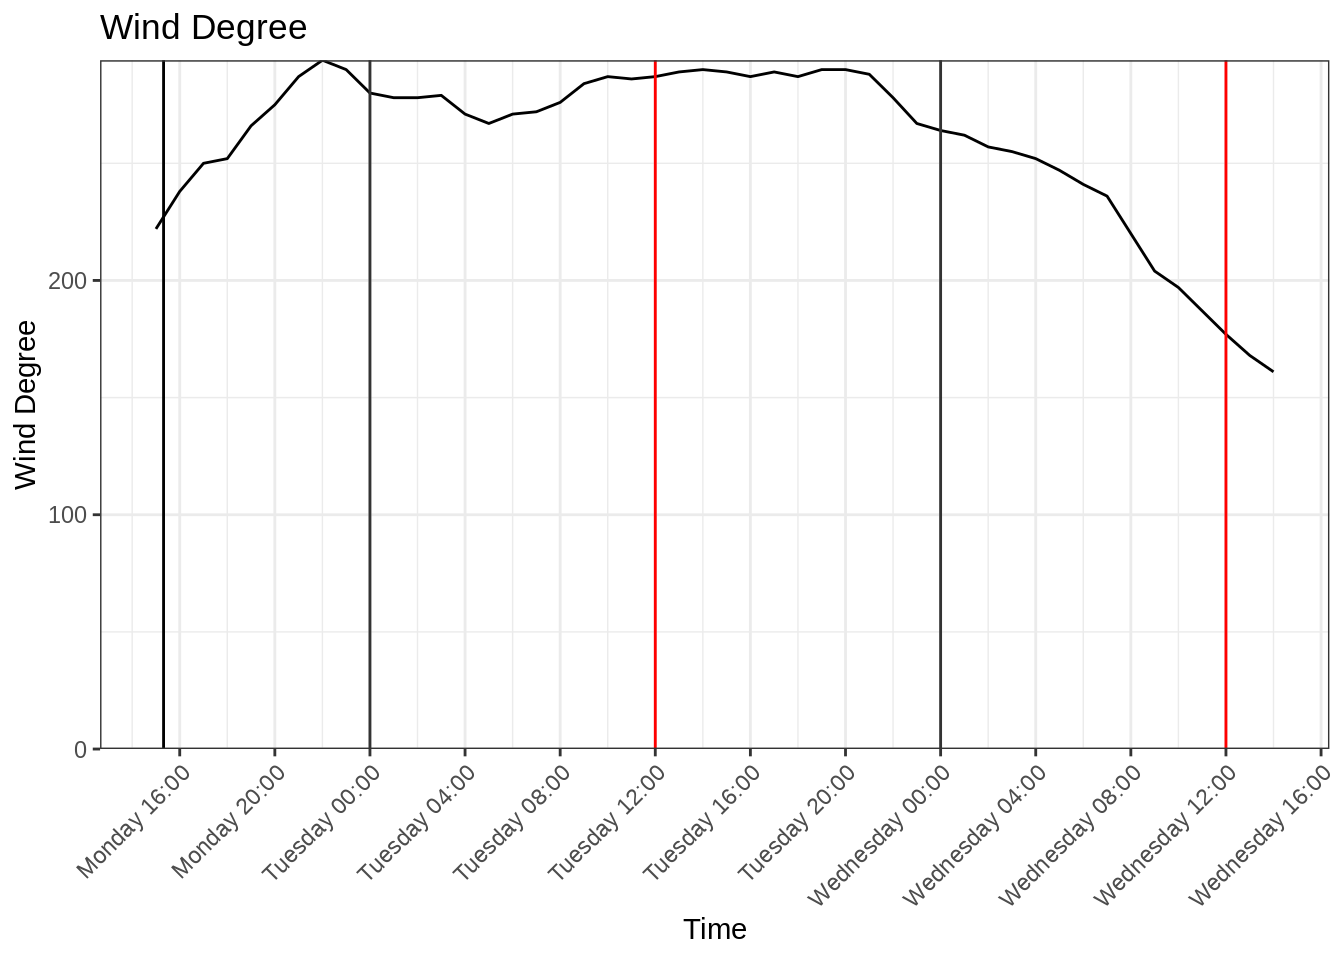 Wind Degree
Wind Degree
200
100
0
Monday 16:00
Monday 20:00
Tuesday 00:00
Tuesday 04:00
Tuesday 08:00
Tuesday 12:00
Tuesday 16:00
Tuesday 20:00
Wednesday 00:00
Wednesday 04:00
Wednesday 08:00
Wednesday 12:00
Wednesday 16:00
Time